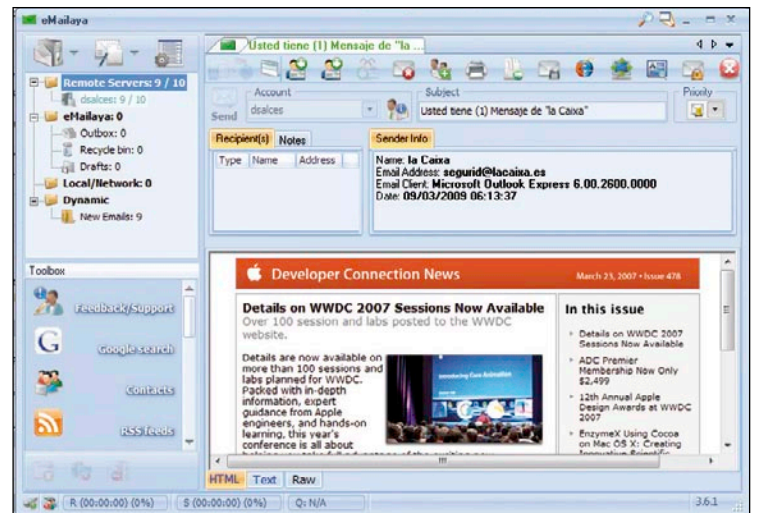 eMailaya
Usted tiene (1) Mensaje de "la ...
Remote Servers: 9 / 10
dsalces: 9 / 10
eMailaya: 0
Outbox: 0
Recycle bin: 0
Drafts: 0
Local/Network: 0
Dynamic
New Emails: 9
Send
Account
dsalces
Subject
Usted tiene (1) Mensaje de "la Caixa"
Priority
Recipient(s) Notes
Type Name Address
Sender Info
Name: la Caixa
Email Address: segurid@lacaixa.es
Email Client: Microsoft Outlook Express 6.00.2600.0000
Date: 09/03/2009 06:13:37
Toolbox
Feedback/Support
Google search
Contacts
RSS feeds
Developer Connection News
March 23, 2007 • Issue 478
Details on WWDC 2007 Sessions Now Available
Over 100 session and labs posted to the WWDC
website.
Details are now available on
more than 100 sessions and
labs planned for WWDC.
Packed with in-depth
information, expert
guidance from Apple
engineers, and hands-on
learning, this year's
conference is all about
Introducing Core Animation
In this issue
Details on WWDC 2007
Sessions Now Available
ADC Premier
Membership Now Only
$2,499
12th Annual Apple
Design Awards at WWDC
2007
EnzymeX Using Cocoa
on Mac OS X: Creating
HTML Text Raw
R (00:00:00) (0%) S (00:00:00) (0%) Q: N/A
3.6.1